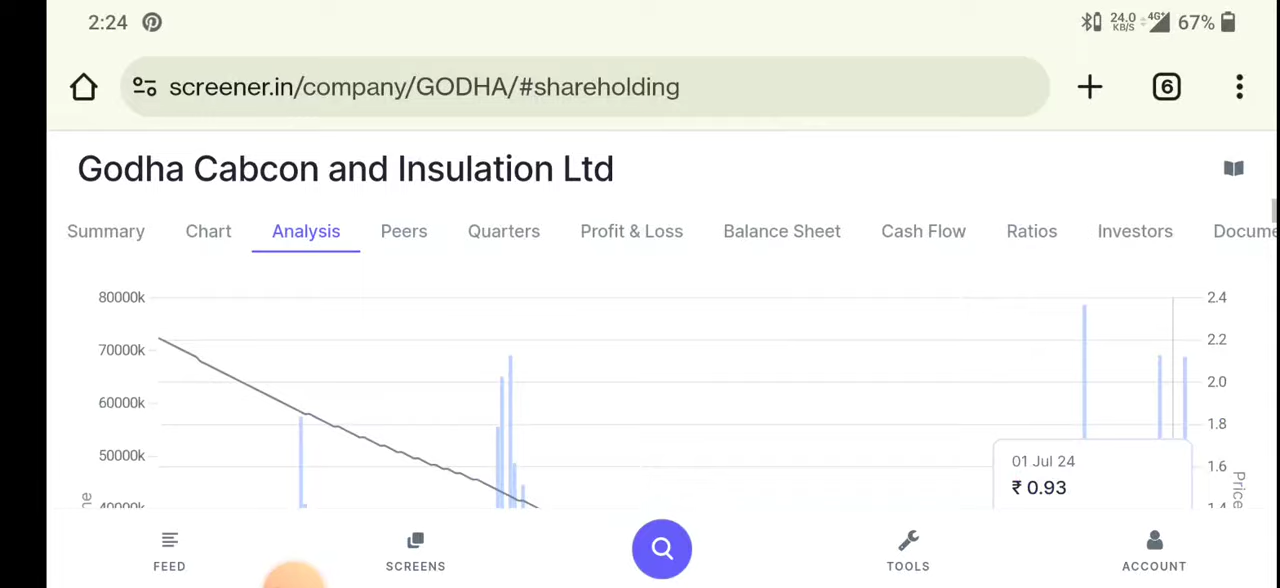 2:24 24.0 KB/S 4G+ 67%
screener.in/company/GODHA/#shareholding 6
Godha Cabcon and Insulation Ltd
Summary Chart Analysis Peers Quarters Profit & Loss Balance Sheet Cash Flow Ratios Investors Docume
80000k 2.4
70000k 2.2
60000k 2.0
1.8
50000k 1.6
40000k 1.4
Price
01 Jul 24
₹ 0.93
FEED SCREENS TOOLS ACCOUNT